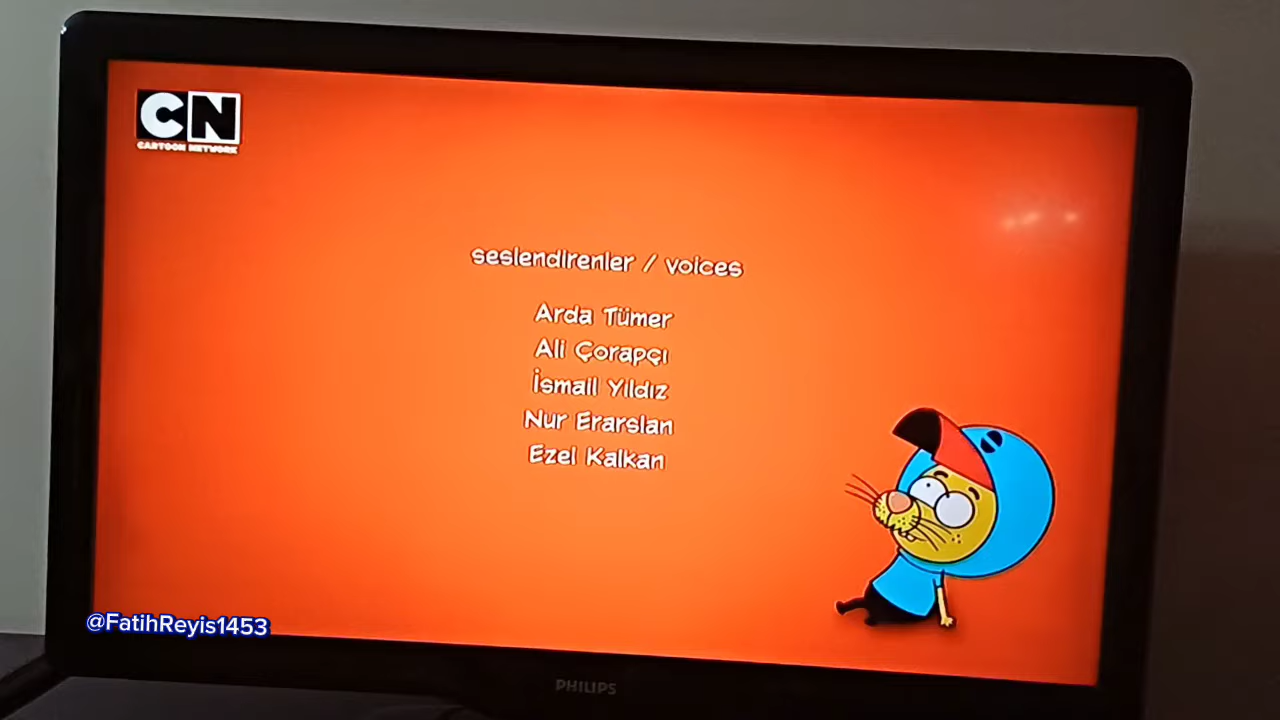 CN
CARTOON NETWORK
seslendirenler / voices
Arda Tümer
Ali Çorapçı
İsmail Yıldız
Nur Erarslan
Ezel Kalkan
@FatihReyis1453
PHILIPS